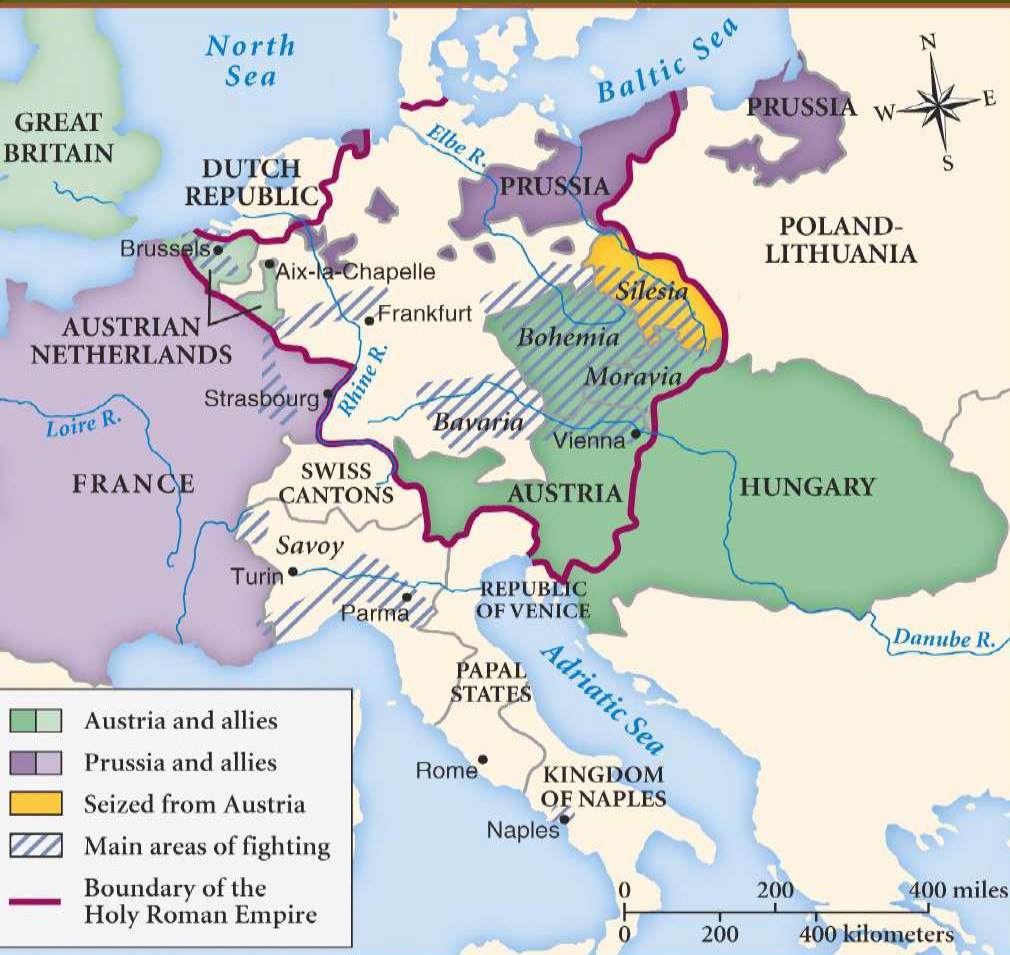 North
Sea
Baltic Sea
N
W
E
S
GREAT
BRITAIN
PRUSSIA
Elbe R.
DUTCH
REPUBLIC
PRUSSIA
POLAND-
LITHUANIA
Brussels
Aix-la-Chapelle
Silesia
Frankfurt
AUSTRIAN
NETHERLANDS
Bohemia
Moravia
Rhine R.
Strasbourg
Loire R.
Bavaria
Vienna
FRANCE
SWISS
CANTONS
AUSTRIA
HUNGARY
Savoy
Turin
Parma
REPUBLIC
OF VENICE
Danube R.
Adriatic Sea
PAPAL
STATES
Rome
KINGDOM
OF NAPLES
Naples
Austria and allies
Prussia and allies
Seized from Austria
Main areas of fighting
Boundary of the
Holy Roman Empire
0 200 400 miles
0 200 400 kilometers